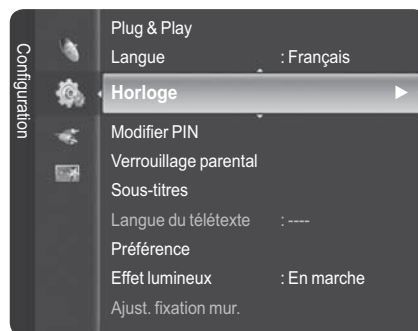 Configuration
Plug & Play
Langue : Français
Horloge
Modifier PIN
Verrouillage parental
Sous-titres
Langue du télétexte : ----
Préférence
Effet lumineux : En marche
Ajust. fixation mur.